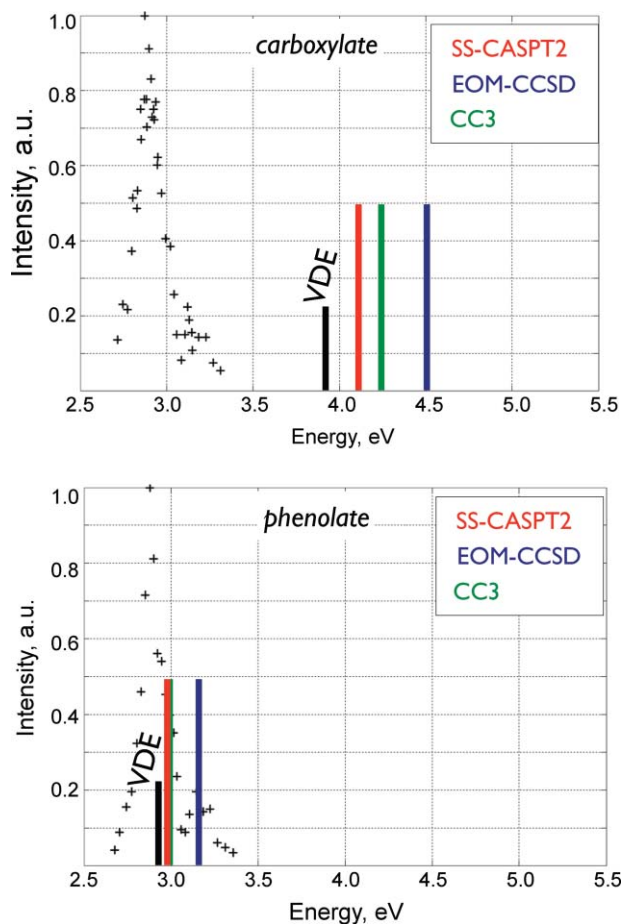 1.0
0.8
0.6
0.4
0.2
Intensity, a.u.
carboxylate
SS-CASPT2
EOM-CCSD
CC3
VDE
2.5 3.0 3.5 4.0 4.5 5.0 5.5
Energy, eV
1.0
0.8
0.6
0.4
0.2
Intensity, a.u.
phenolate
SS-CASPT2
EOM-CCSD
CC3
VDE
2.5 3.0 3.5 4.0 4.5 5.0 5.5
Energy, eV